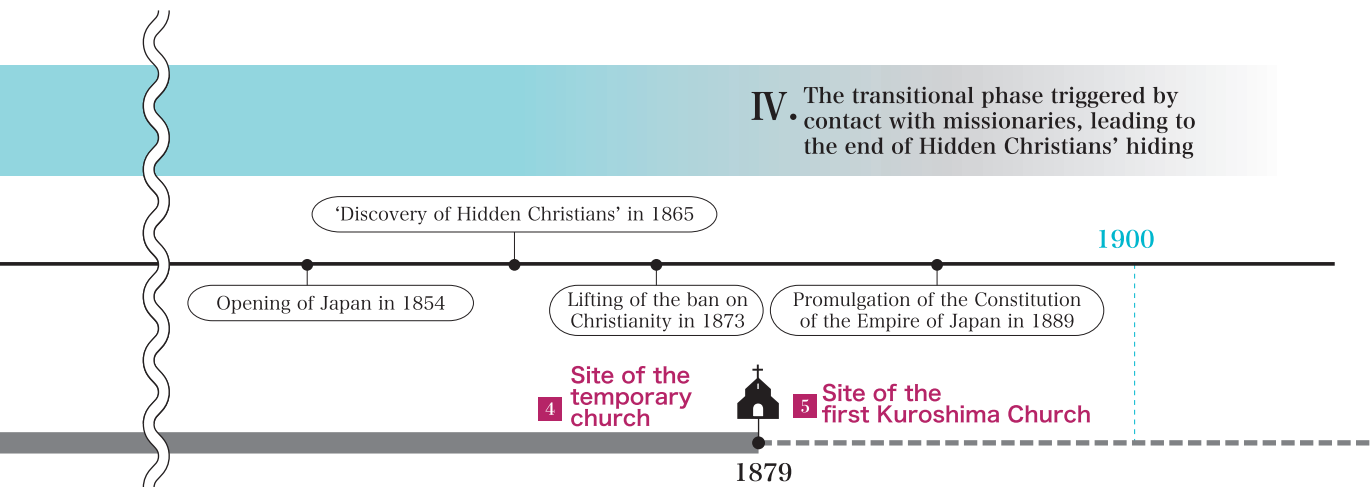 IV. The transitional phase triggered by
contact with missionaries, leading to
the end of Hidden Christians’ hiding
‘Discovery of Hidden Christians’ in 1865
1900
Opening of Japan in 1854
Lifting of the ban on
Christianity in 1873
Promulgation of the Constitution
of the Empire of Japan in 1889
4 Site of the
temporary
church
5 Site of the
first Kuroshima Church
1879